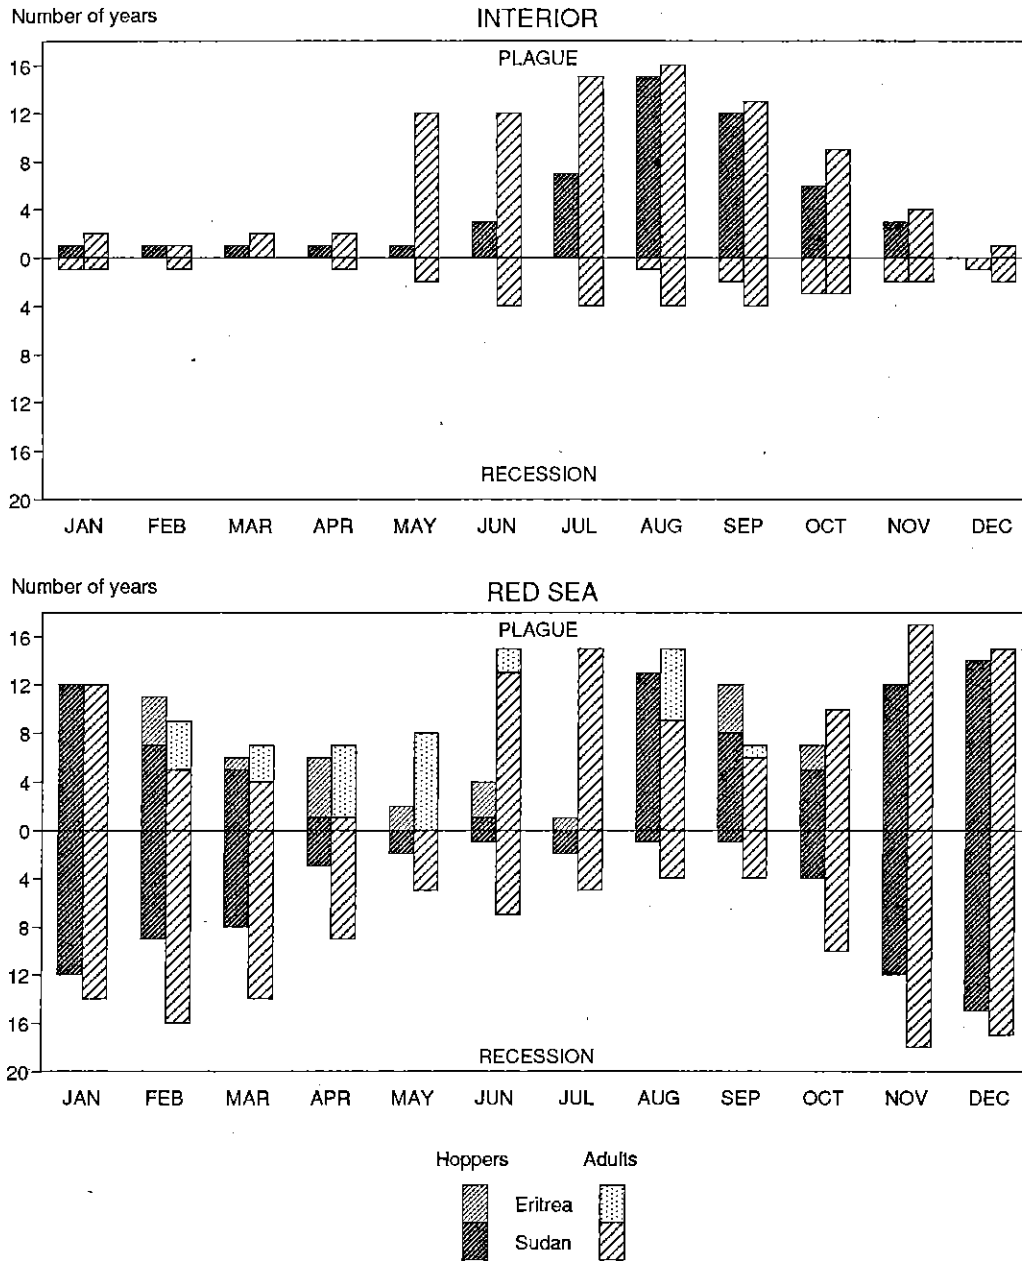 Number of years
INTERIOR
PLAGUE
16
12
8
4
0
4
8
12
16
RECESSION
20
JAN FEB MAR APR MAY JUN JUL AUG SEP OCT NOV DEC
Number of years
RED SEA
PLAGUE
16
12
8
4
0
4
8
12
16
RECESSION
20
JAN FEB MAR APR MAY JUN JUL AUG SEP OCT NOV DEC
Hoppers Adults
Eritrea
Sudan